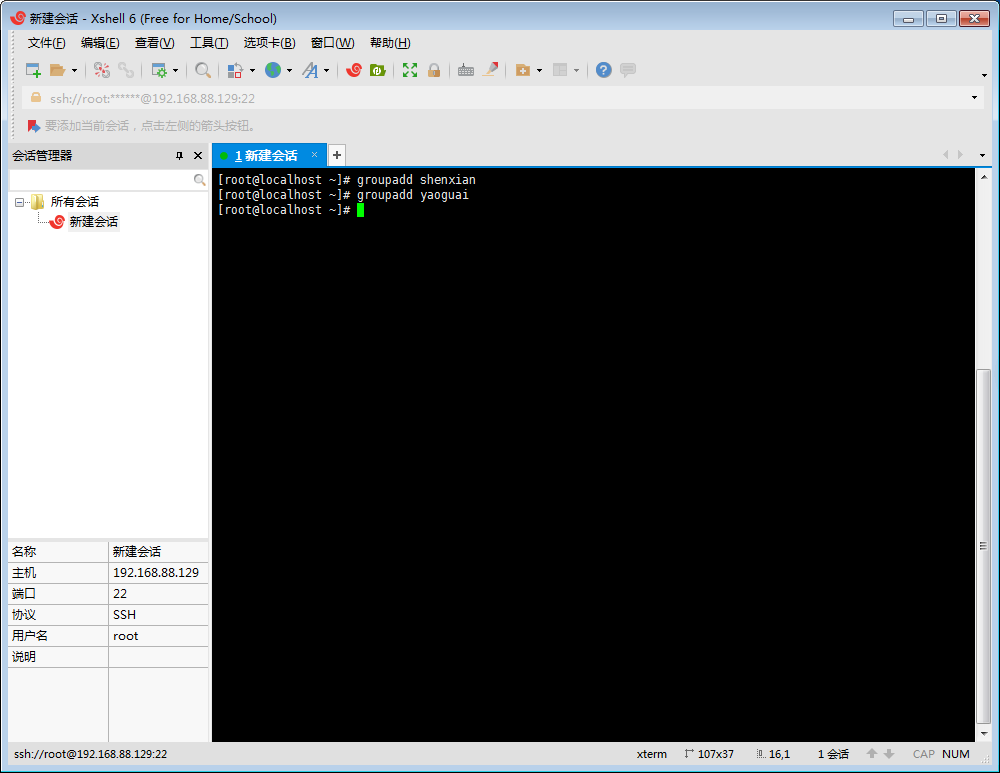 新建会话 - Xshell 6 (Free for Home/School)
文件(F) 编辑(E) 查看(V) 工具(T) 选项卡(B) 窗口(W) 帮助(H)
ssh://root:******@192.168.88.129:22
要添加当前会话，点击左侧的箭头按钮。
会话管理器
1 新建会话
[root@localhost ~]# groupadd shenxian
[root@localhost ~]# groupadd yaoguai
[root@localhost ~]#
所有会话
新建会话
名称 新建会话
主机 192.168.88.129
端口 22
协议 SSH
用户名 root
说明
ssh://root@192.168.88.129:22 xterm 107x37 16,1 1 会话 CAP NUM